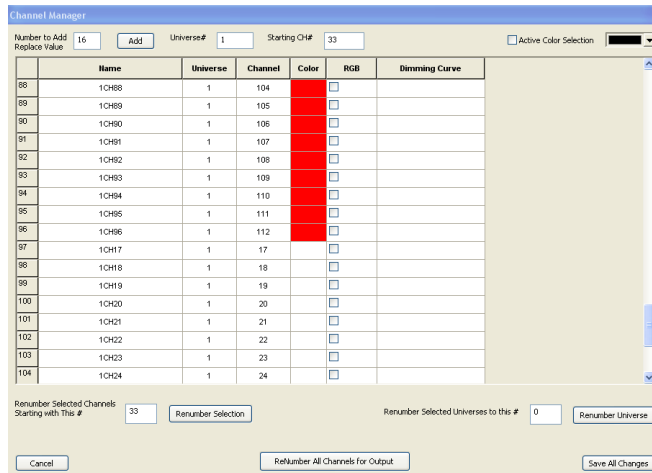 Channel Manager
Number to Add
Replace Value
16
Add
Universe#
1
Starting CH#
33
Active Color Selection
Name Universe Channel Color RGB Dimming Curve
88 1CH88 1 104
89 1CH89 1 105
90 1CH90 1 106
91 1CH91 1 107
92 1CH92 1 108
93 1CH93 1 109
94 1CH94 1 110
95 1CH95 1 111
96 1CH96 1 112
97 1CH17 1 17
98 1CH18 1 18
99 1CH19 1 19
100 1CH20 1 20
101 1CH21 1 21
102 1CH22 1 22
103 1CH23 1 23
104 1CH24 1 24
Renumber Selected Channels
Starting with This #
33
Renumber Selection
Renumber Selected Universes to this #
0
Renumber Universe
Cancel
ReNumber All Channels for Output
Save All Changes